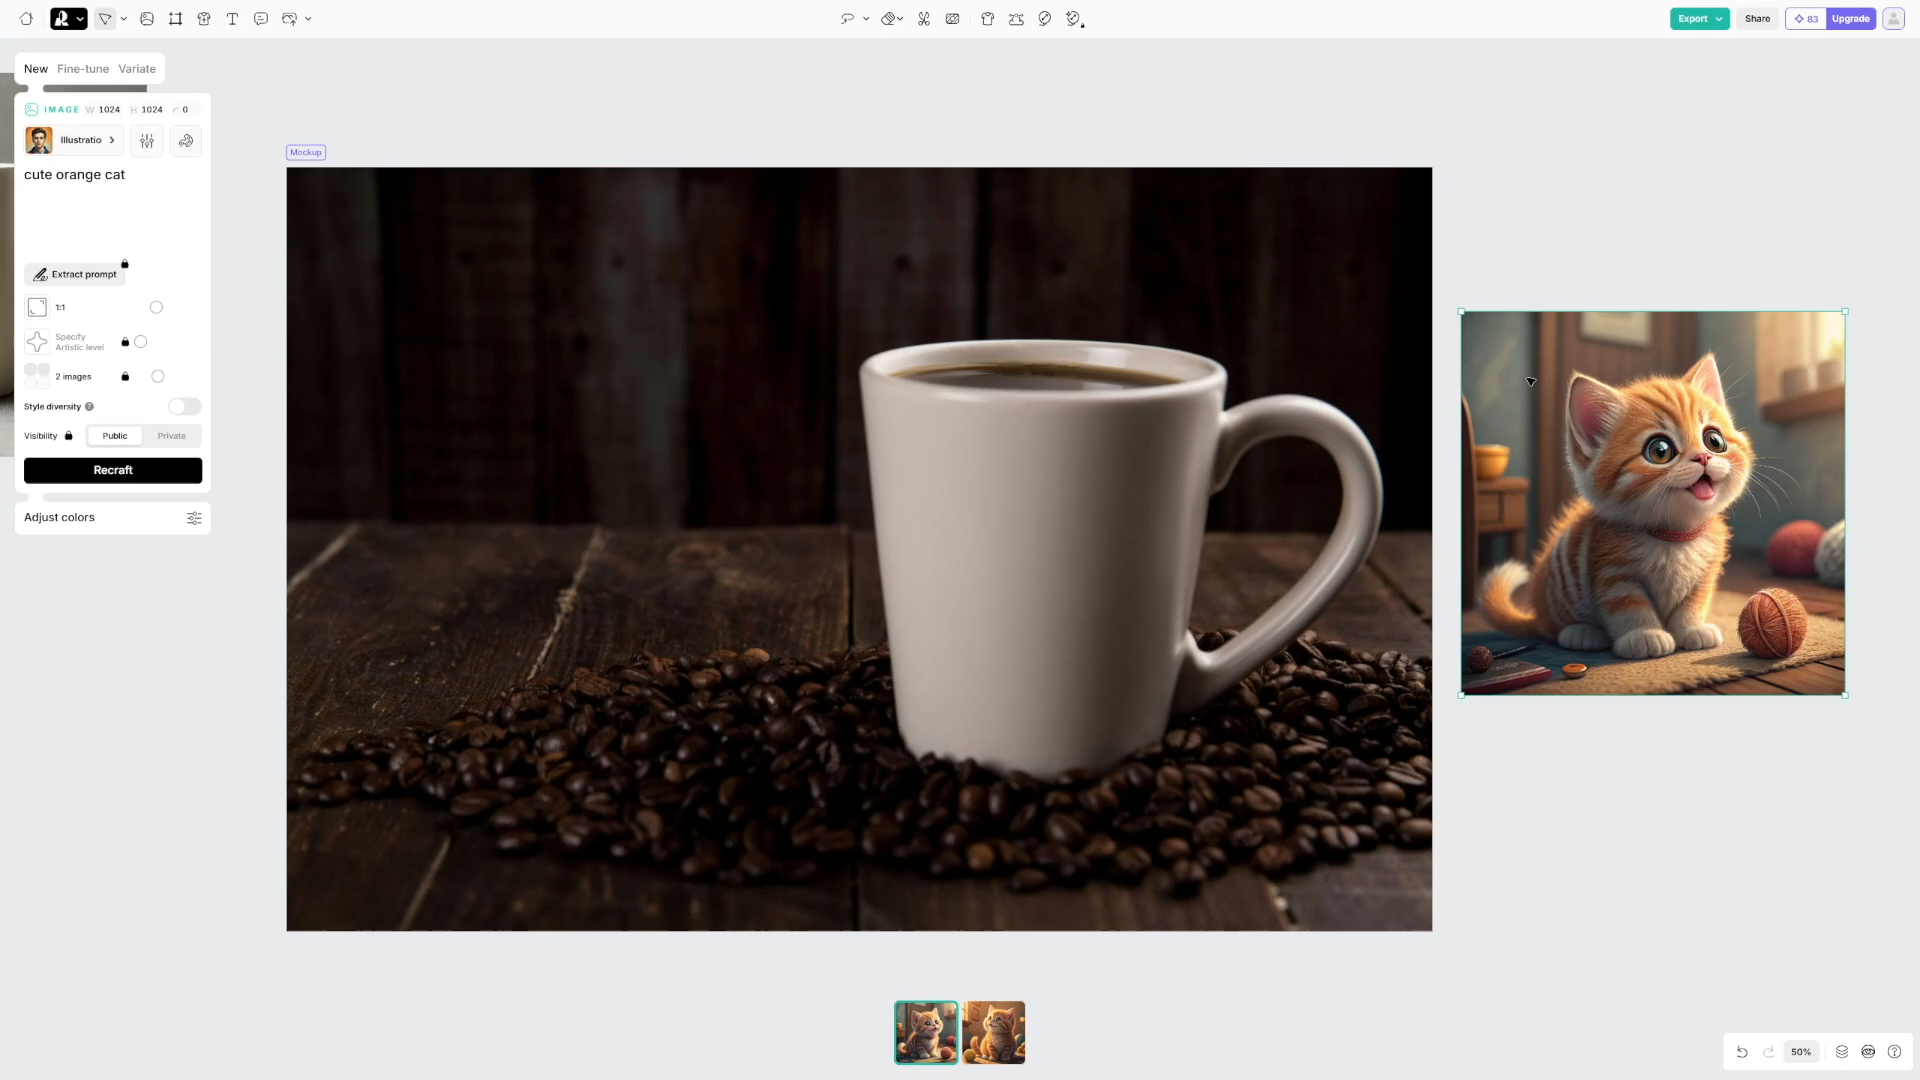 Export
Share
83
Upgrade
New Fine-tune Variate
IMAGE W 1024 H 1024 0
Illustratio
cute orange cat
Extract prompt
1:1
Specify
Artistic level
2 images
Style diversity
Visibility Public Private
Recraft
Adjust colors
Mockup
50%